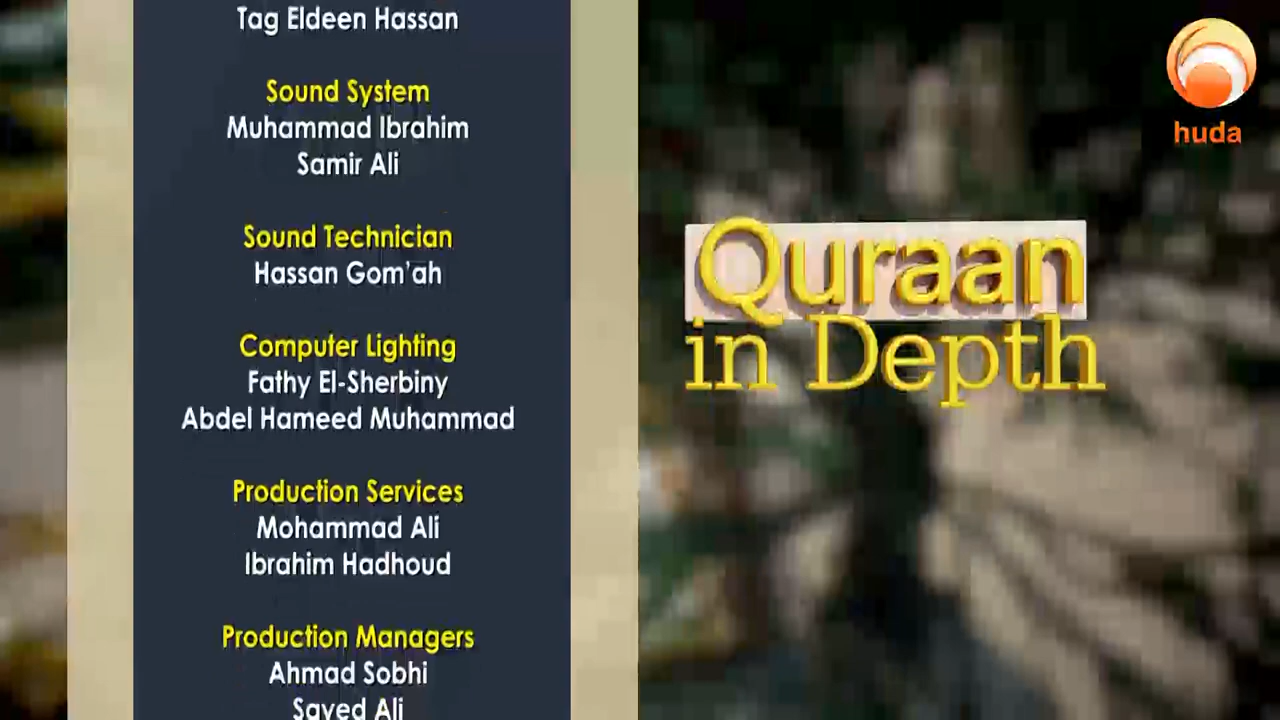 Tag Eldeen Hassan
Sound System
Muhammad Ibrahim
Samir Ali
Sound Technician
Hassan Gom'ah
Computer Lighting
Fathy El-Sherbiny
Abdel Hameed Muhammad
Production Services
Mohammad Ali
Ibrahim Hadhoud
Production Managers
Ahmad Sobhi
Sayed Ali
huda
Quraan
in Depth